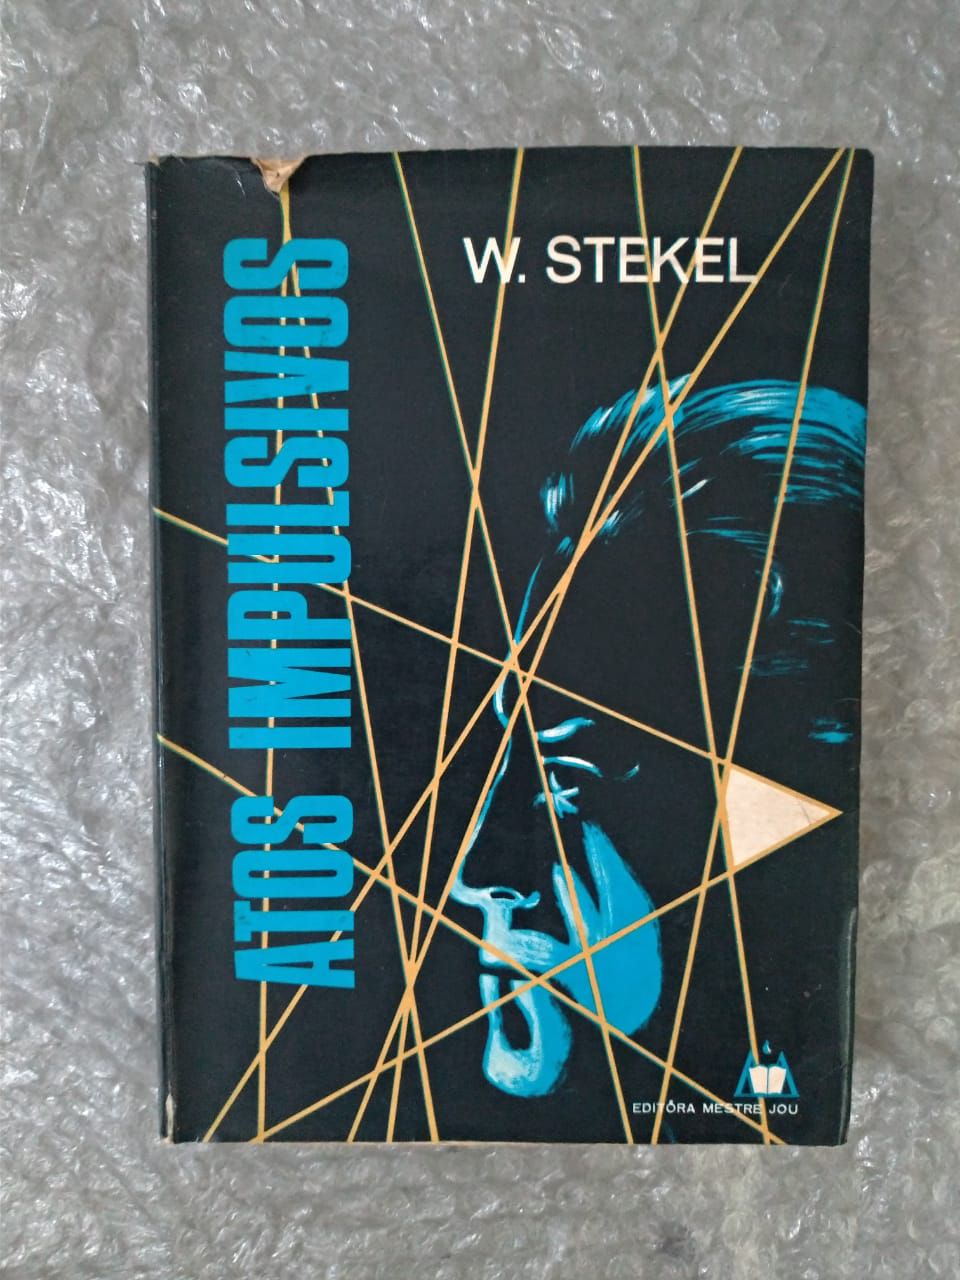 W. STEKEL
ATOS IMPULSIVOS
EDITÔRA MESTRE JOU